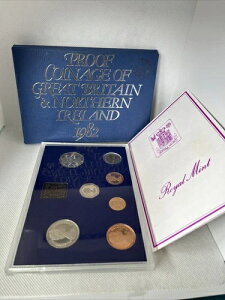 PROOF
COINAGE OF
GREAT BRITAIN
& NORTHERN
IRELAND
1982
Royal Mint